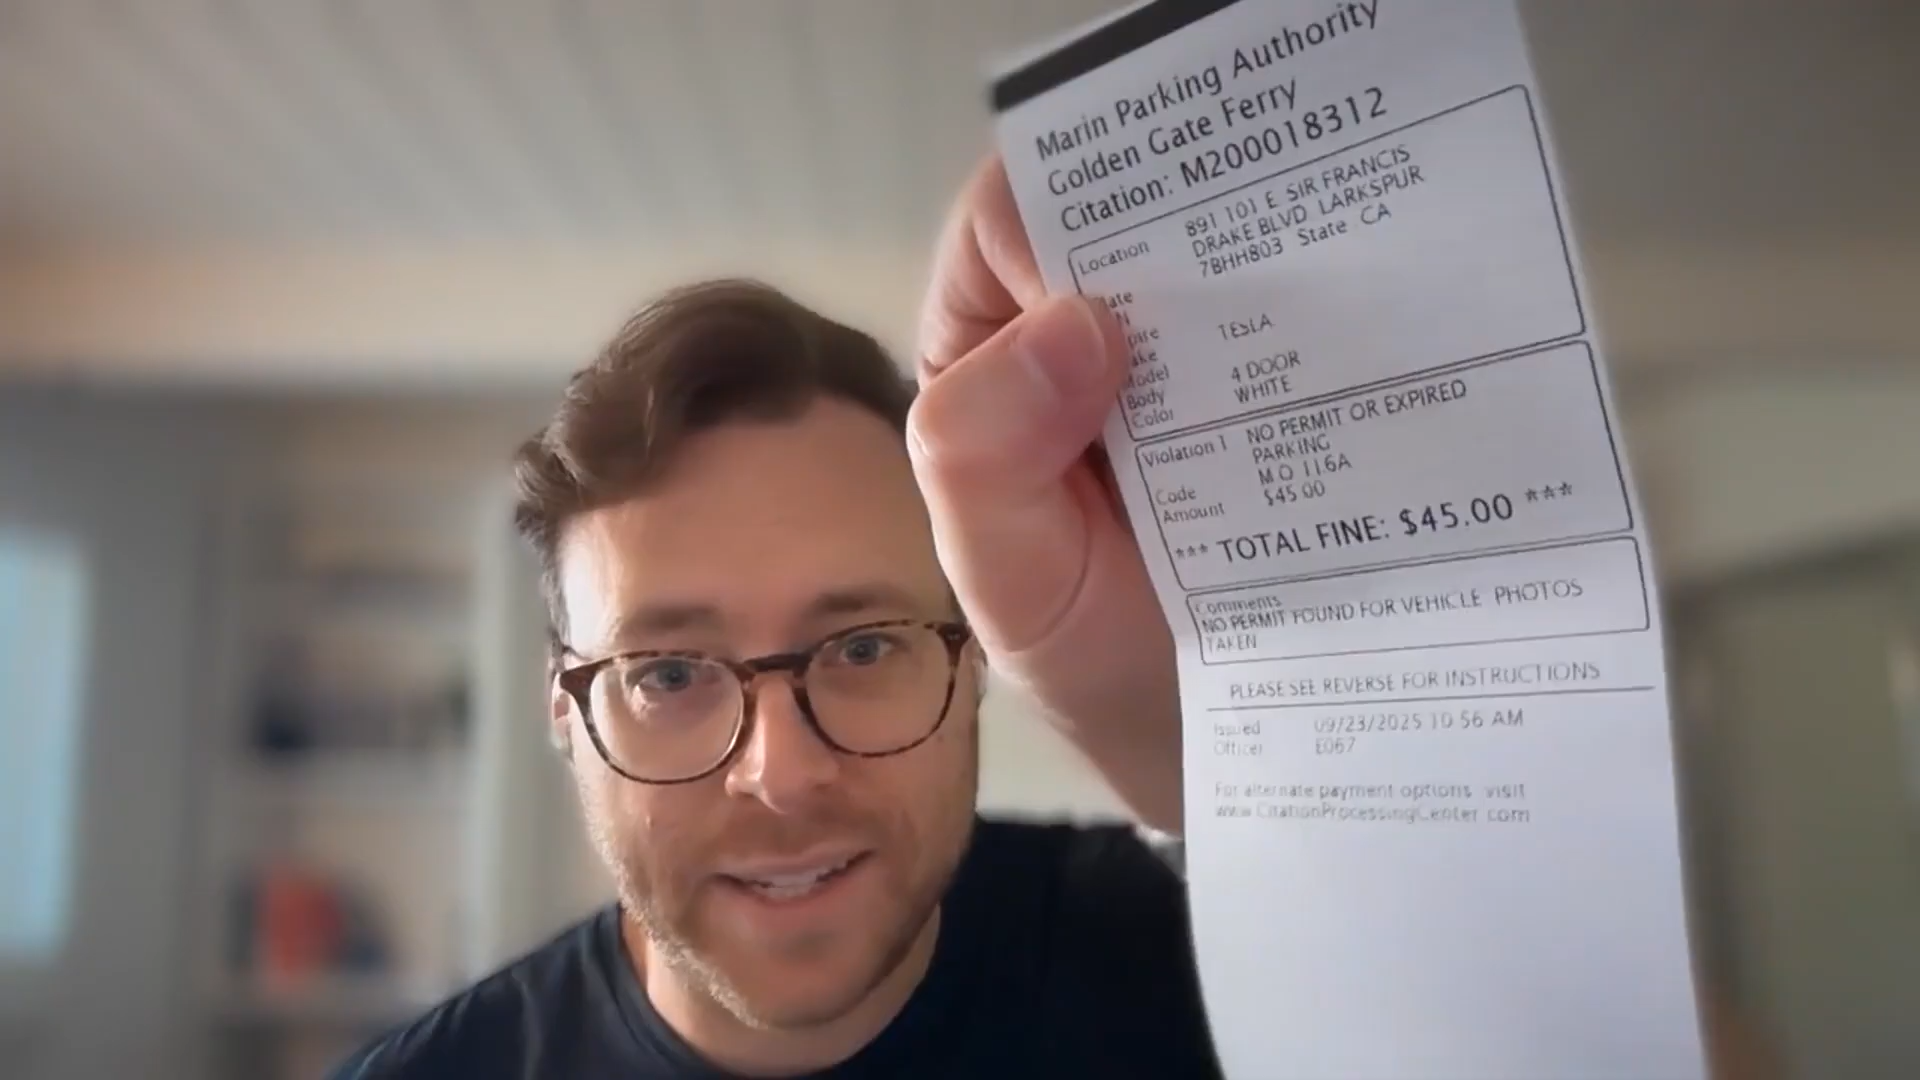 Marin Parking Authority
Golden Gate Ferry
Citation: M200018312
Location 891 101 E SIR FRANCIS
DRAKE BLVD LARKSPUR
7BHH803 State CA
TESLA
Model
Body 4 DOOR
Color WHITE
Violation 1 NO PERMIT OR EXPIRED
PARKING
Code M O 11.6A
Amount $45 00
*** TOTAL FINE: $45.00 ***
Comments
NO PERMIT FOUND FOR VEHICLE PHOTOS
TAKEN
PLEASE SEE REVERSE FOR INSTRUCTIONS
Issued 09/23/2025 10 56 AM
Officer E067
For alternate payment options visit
www CitationProcessingCenter com